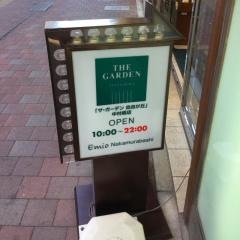 THE
GARDEN
「ザ・ガーデン 自由が丘」
中村橋店
OPEN
10:00〜22:00
Emio Nakamurabashi